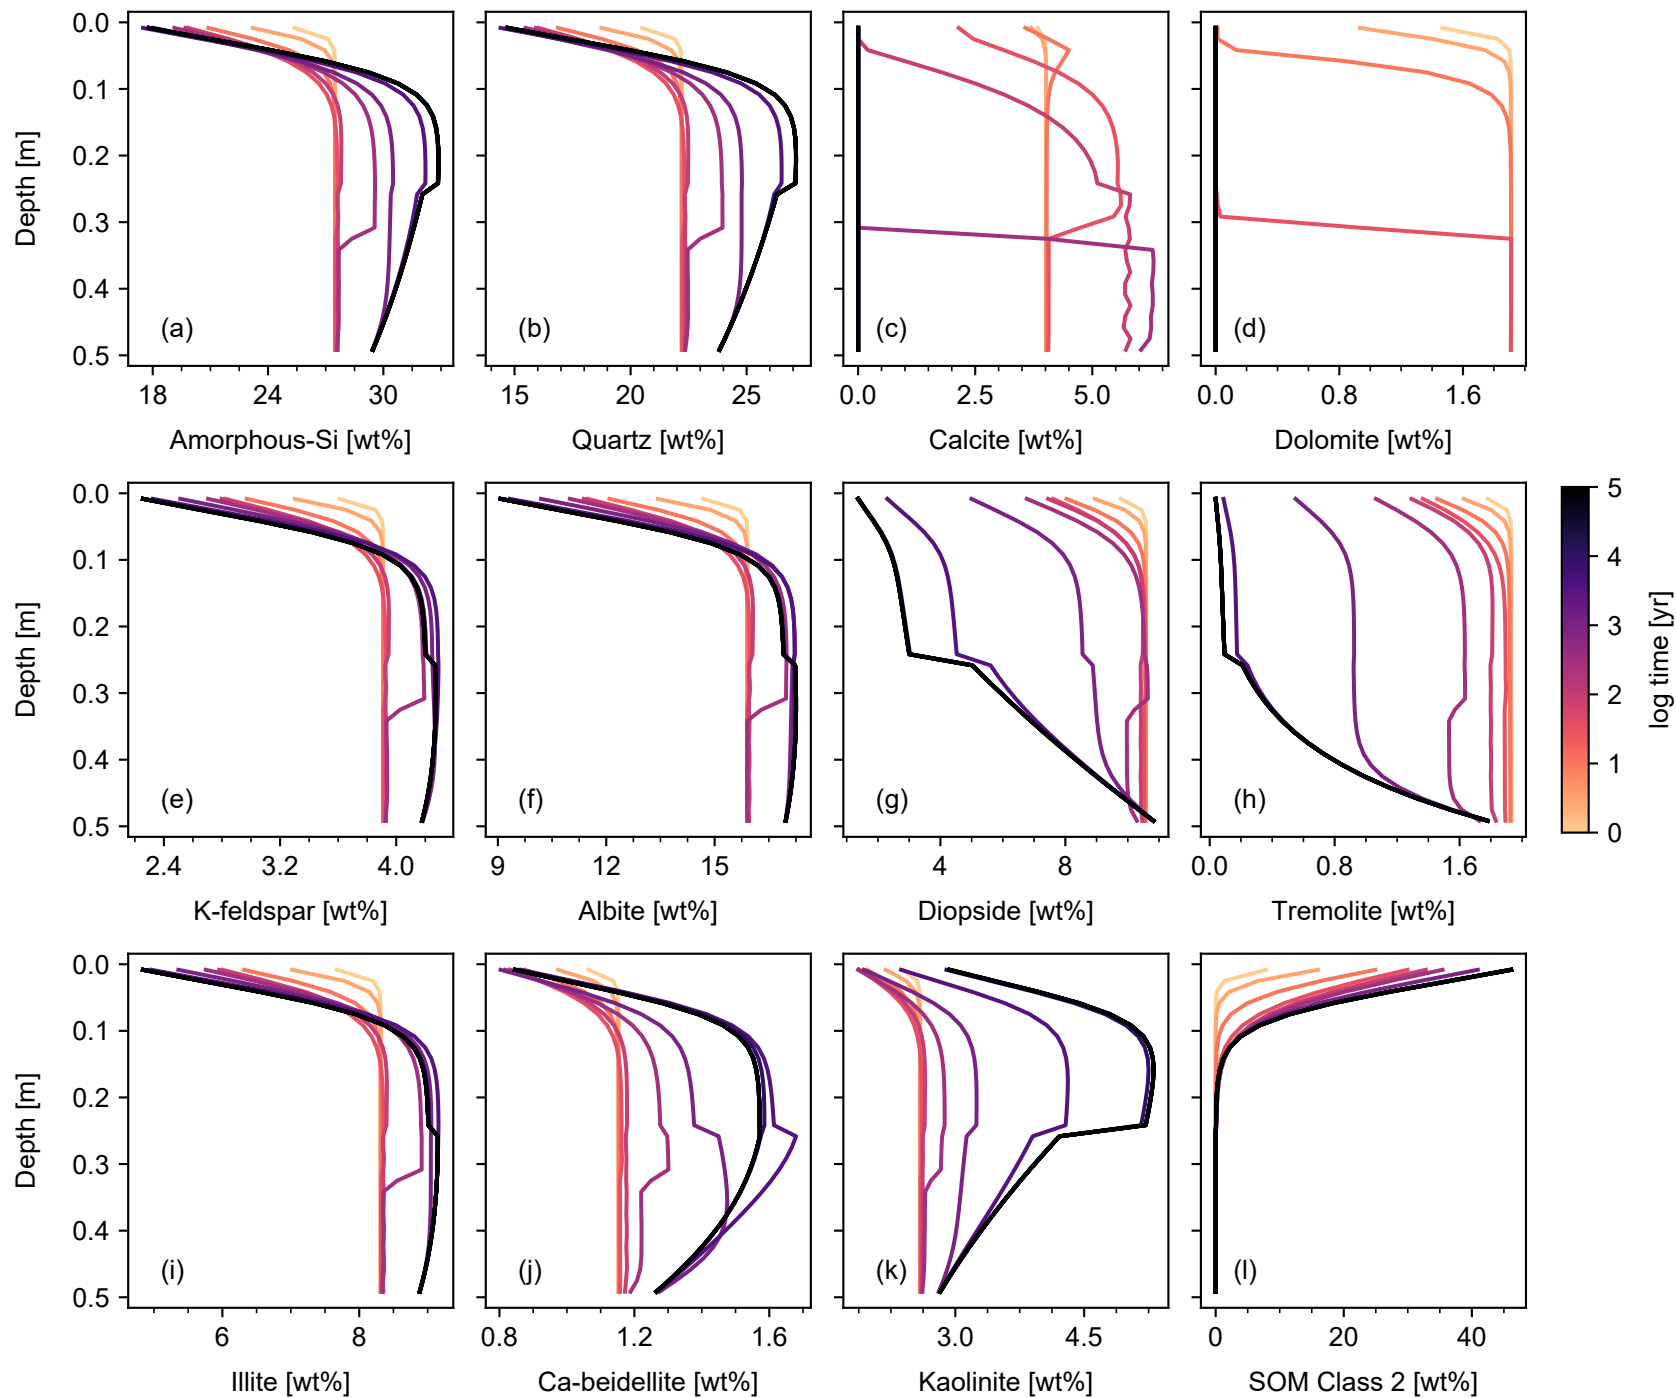 0.0
0.1
0.2
0.3
0.4
0.5
Depth [m]
(a)
(b)
(c)
(d)
18 24 30
15 20 25
0.0 2.5 5.0
0.0 0.8 1.6
Amorphous-Si [wt%]
Quartz [wt%]
Calcite [wt%]
Dolomite [wt%]
0.0
0.1
0.2
0.3
0.4
0.5
Depth [m]
(e)
(f)
(g)
(h)
2.4 3.2 4.0
9 12 15
4 8
0.0 0.8 1.6
K-feldspar [wt%]
Albite [wt%]
Diopside [wt%]
Tremolite [wt%]
5
4
3
2
1
0
log time [yr]
0.0
0.1
0.2
0.3
0.4
0.5
Depth [m]
(i)
(j)
(k)
(l)
6 8
0.8 1.2 1.6
3.0 4.5
0 20 40
Illite [wt%]
Ca-beidellite [wt%]
Kaolinite [wt%]
SOM Class 2 [wt%]